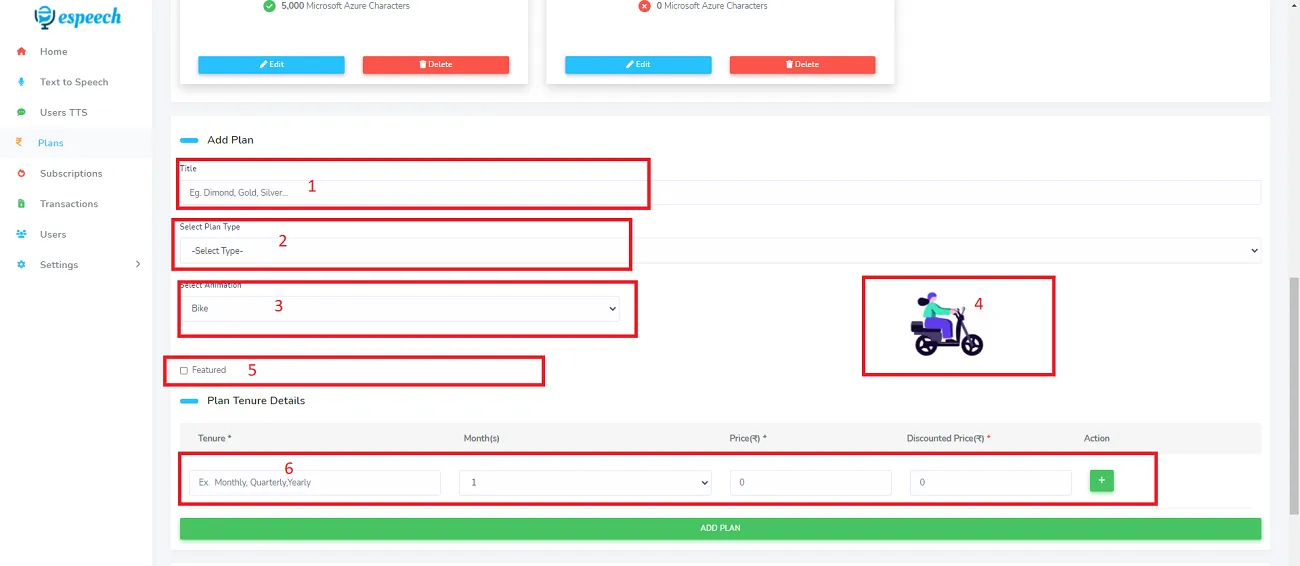 espeech
Home
Text to Speech
Users TTS
Plans
Subscriptions
Transactions
Users
Settings
5,000 Microsoft Azure Characters
0 Microsoft Azure Characters
Edit
Delete
Edit
Delete
Add Plan
Title
Eg. Dimond, Gold, Silver...
1
Select Plan Type
2
-Select Type-
Select Animation
Bike
3
4
Featured
5
Plan Tenure Details
Tenure * Month(s) Price(₹) * Discounted Price(₹) * Action
6
Ex. Monthly, Quarterly,Yearly 1 0 0 +
ADD PLAN